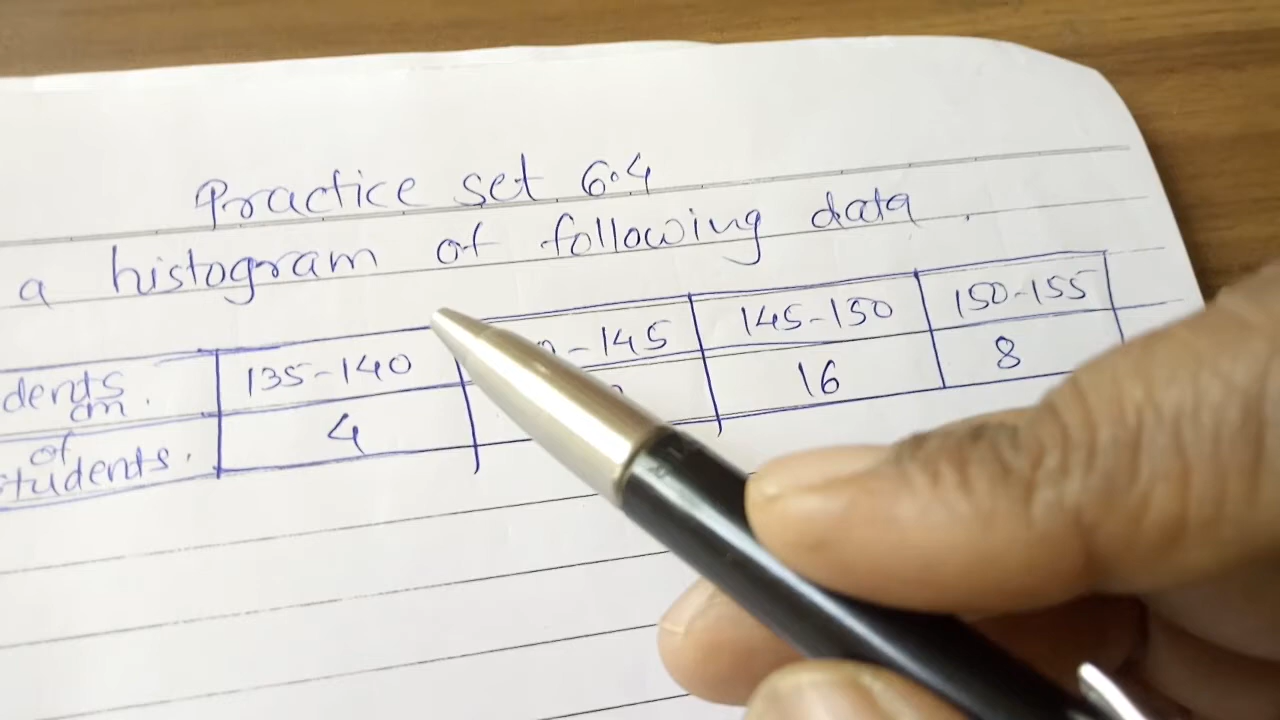 Practice set 6.4
a histogram of following data.
dents cm. 135-140 -145 145-150 150-155
of students. 4 16 8